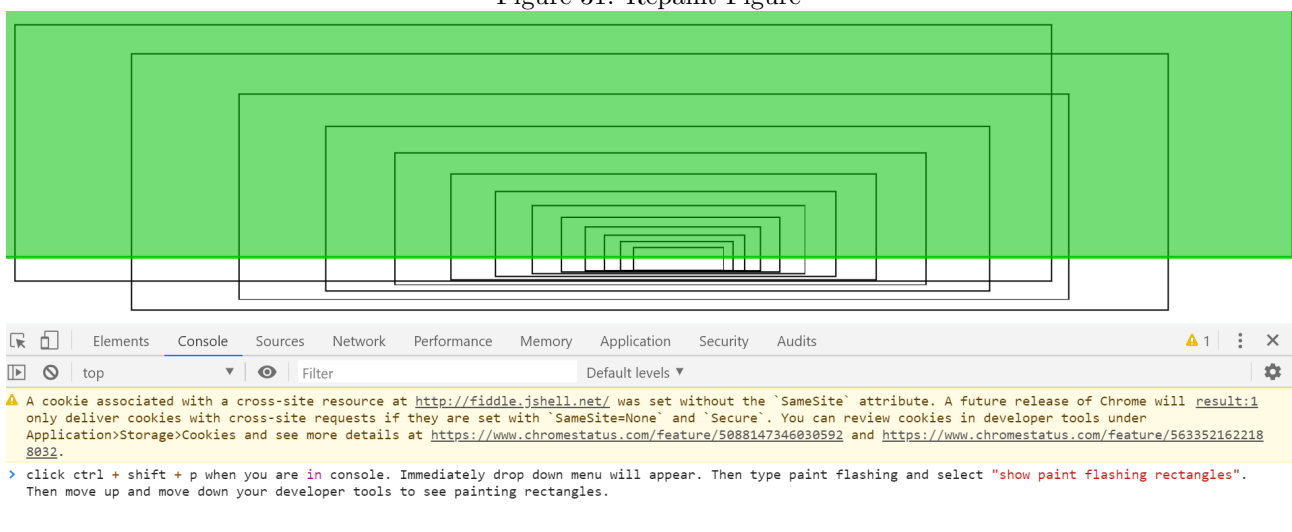 Figure 31: Repaint Figure
Elements Console Sources Network Performance Memory Application Security Audits 1
top Filter Default levels
A cookie associated with a cross-site resource at http://fiddle.jshell.net/ was set without the `SameSite` attribute. A future release of Chrome will result:1
only deliver cookies with cross-site requests if they are set with `SameSite=None` and `Secure`. You can review cookies in developer tools under
Application>Storage>Cookies and see more details at https://www.chromestatus.com/feature/5088147346030592 and https://www.chromestatus.com/feature/563352162218
8032.
> click ctrl + shift + p when you are in console. Immediately drop down menu will appear. Then type paint flashing and select "show paint flashing rectangles".
Then move up and move down your developer tools to see painting rectangles.